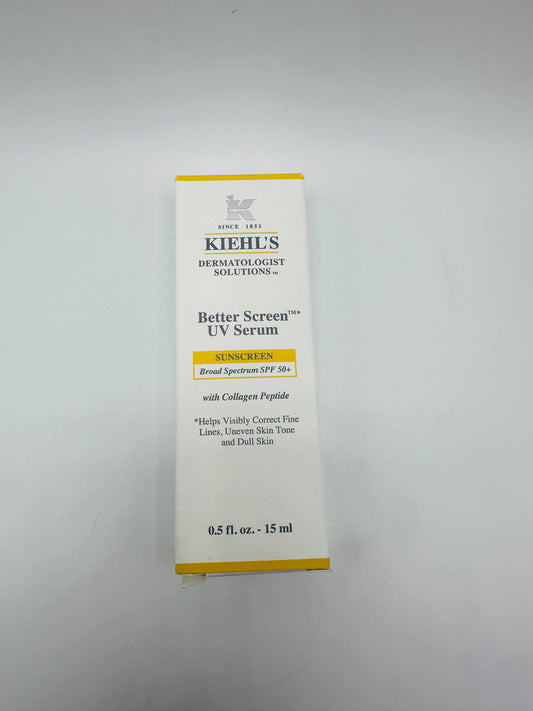 K
SINCE 1851
KIEHL'S
DERMATOLOGIST
SOLUTIONS™
Better Screen™*
UV Serum
SUNSCREEN
Broad Spectrum SPF 50+
with Collagen Peptide
*Helps Visibly Correct Fine
Lines, Uneven Skin Tone
and Dull Skin
0.5 fl. oz. - 15 ml